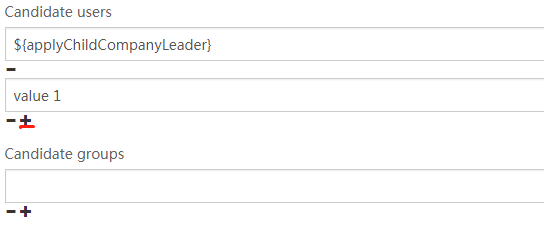 Candidate users
${applyChildCompanyLeader}
value 1
Candidate groups